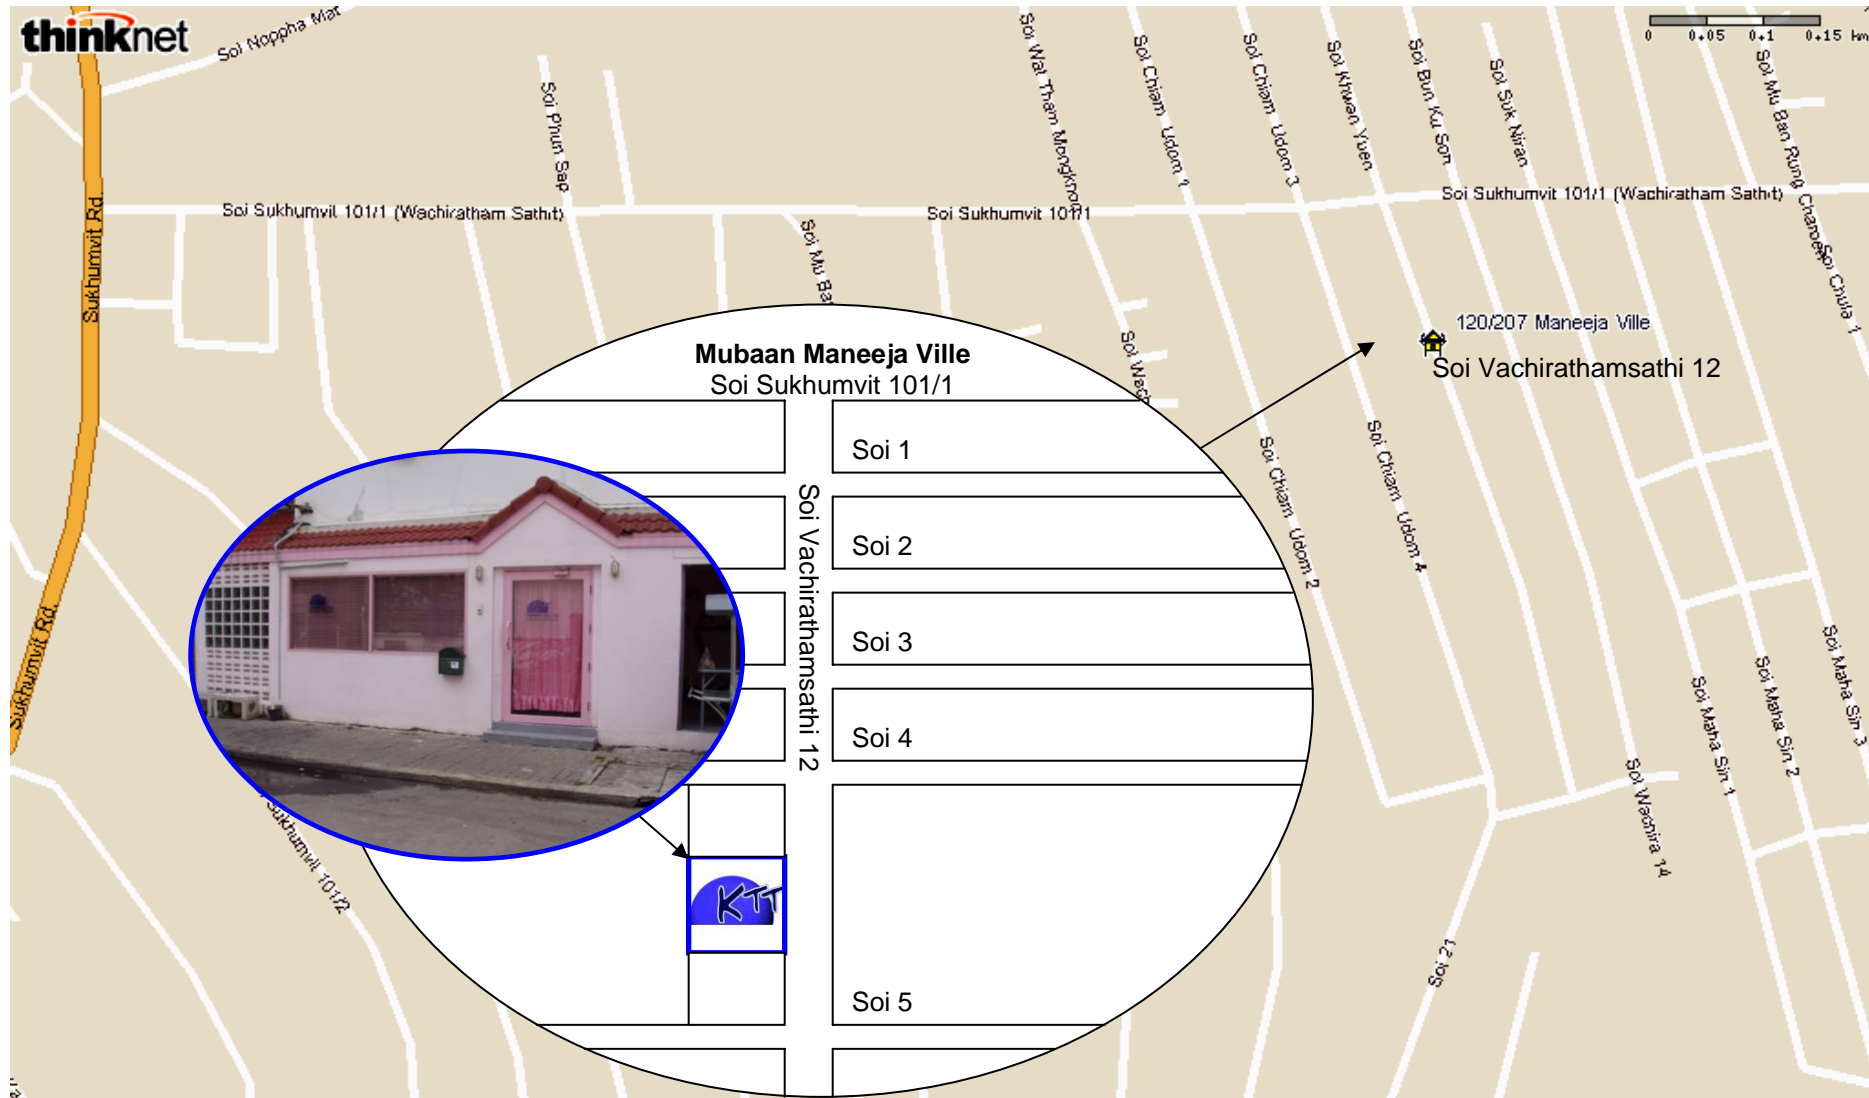 thinknet
Soi Noppha Mat
0 0.05 0.1 0.15 km
Soi Phun Sap
Soi Wat Tham Mongkhon
Soi Chiam Udom 1
Soi Chiam Udom 3
Soi Khwan Yuen
Soi Bun Ku Son
Soi Suk Niran
Soi Mu Ban Rung Charoen
Soi Chula 1
Sukhumvit Rd.
Soi Sukhumvit 101/1 (Wachiratham Sathit)
Soi Sukhumvit 101/1
Soi Sukhumvit 101/1 (Wachiratham Sathit)
Soi Mu Ba
120/207 Maneeja Ville
Soi Vachirathamsathi 12
Soi Wach
Mubaan Maneeja Ville
Soi Sukhumvit 101/1
Soi 1
Soi 2
Soi 3
Soi 4
Soi 5
Soi Vachirathamsathi 12
KTT
Soi Chiam Udom 2
Soi Chiam Udom 4
Sukhumvit Rd.
Sukhumvit 101/2
Soi Maha Sin 1
Soi Maha Sin 2
Soi Maha Sin 3
Soi Wachira 14
Soi 21